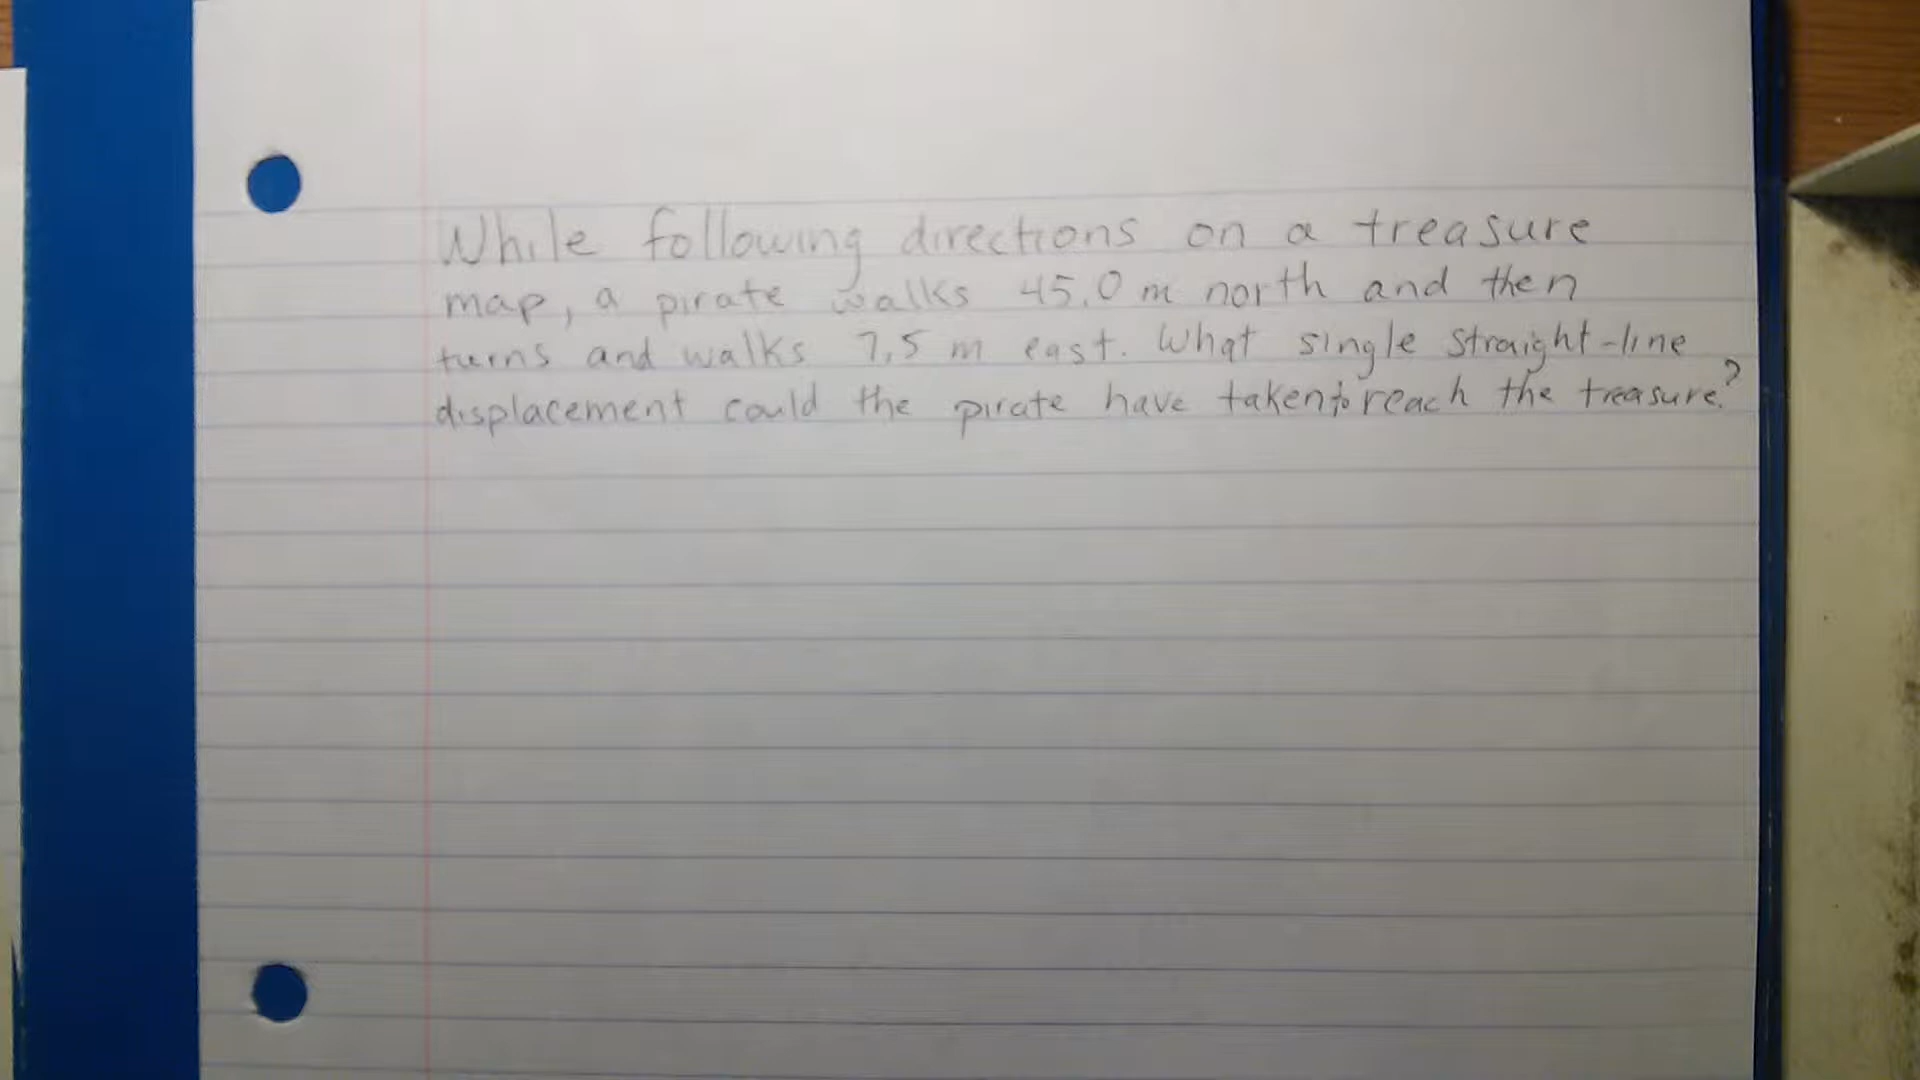 While following directions on a treasure
map, a pirate walks 45.0 m north and then
turns and walks 7.5 m east. What single straight-line
displacement could the pirate have taken to reach the treasure?